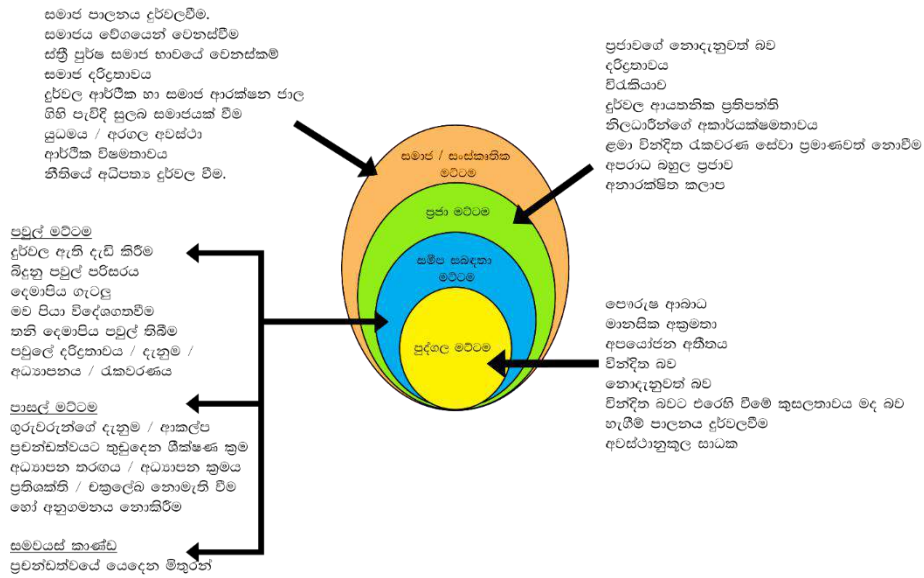 සමාජ පාලනය දුර්වලවීම.
සමාජය වේගයෙන් වෙනස්වීම
ස්ත්‍රී පුර්ෂ සමාජ භාවයේ වෙනස්කම්
සමාජ දරිද්‍රතාවය
දුර්වල ආර්ථික හා සමාජ ආරක්ෂන ජාල
ගිහි පැවිදි සුලබ සමාජයක් වීම
යුධමය / අරගල අවස්ථා
ආර්ථික විෂමතාවය
නීතියේ අධිපත්‍ය දුර්වල වීම.
ප්‍රජාවගේ නොදැනුවත් බව
දරිද්‍රතාවය
විරැකියාව
දුර්වල ආයතනික ප්‍රතිපත්ති
නිලධාරීන්ගේ අකාර්යක්ෂමතාවය
ළමා වින්දිත රැකවරණ සේවා ප්‍රමාණවත් නොවීම
අපරාධ බහුල ප්‍රජාව
අනාරක්ෂිත කලාප
සමාජ / සංස්කෘතික
මට්ටම
ප්‍රජා මට්ටම
සමීප සබඳතා
මට්ටම
පුද්ගල මට්ටම
පවුල් මට්ටම
දුර්වල ඇති දැඩි කිරීම
බිදුනු පවුල් පරිසරය
දෙමාපිය ගැටලු
මව පියා විදේශගතවීම
තනි දෙමාපිය පවුල් තිබීම
පවුලේ දරිද්‍රතාවය / දැනුම /
/ අධ්‍යාපනය / රැකවරණය
පාසල් මට්ටම
ගුරුවරුන්ගේ දැනුම / ආකල්ප
ප්‍රචන්ඩත්වයට තුඩුදෙන ශීක්ෂණ ක්‍රම
අධ්‍යාපන තරඟය / අධ්‍යාපන ක්‍රමය
ප්‍රතිශක්ති / චක්‍රලේඛ නොමැති වීම
හෝ අනුගමනය නොකිරීම
සමවයස් කාණ්ඩ
ප්‍රචන්ඩත්වයේ යෙදෙන මිතුරන්
පෞරුෂ ආබාධ
මානසික අක්‍රමතා
අපයෝජන අතීතය
වින්දිත බව
නොදැනුවත් බව
වින්දිත බවට එරෙහි වීමේ කුසලතාවය මද බව
හැගීම් පාලනය දුර්වලවීම
අවස්ථානුකූල සාධක